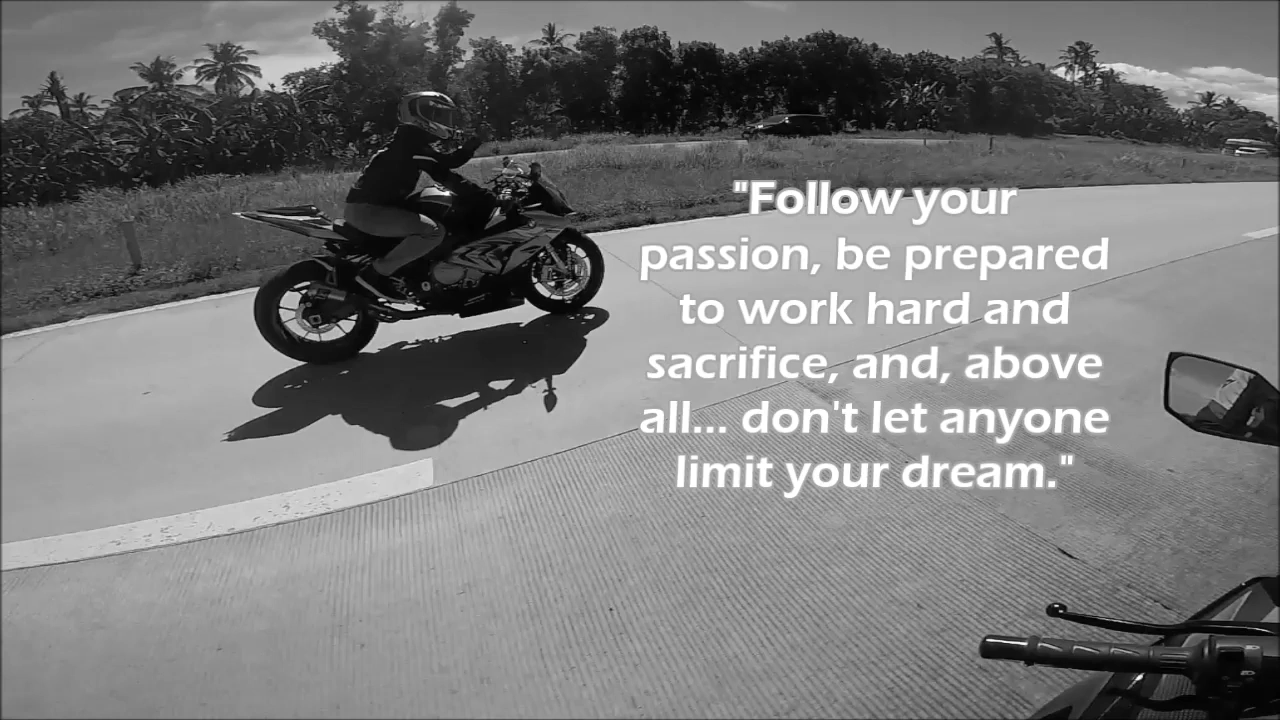 "Follow your
passion, be prepared
to work hard and
sacrifice, and, above
all... don't let anyone
limit your dream."